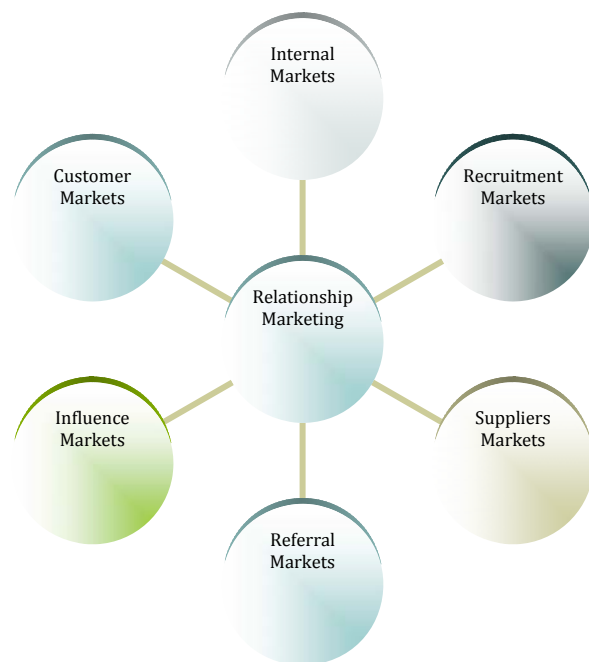 Internal
Markets
Customer
Markets
Recruitment
Markets
Relationship
Marketing
Influence
Markets
Suppliers
Markets
Referral
Markets